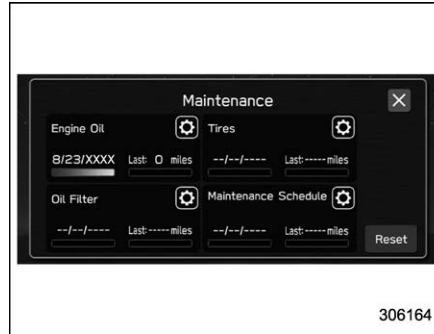 Maintenance
Engine Oil
Tires
8/23/XXXX Last: 0 miles
--/--/---- Last:-----miles
Oil Filter
Maintenance Schedule
--/--/---- Last:-----miles
--/--/---- Last:-----miles
Reset
306164